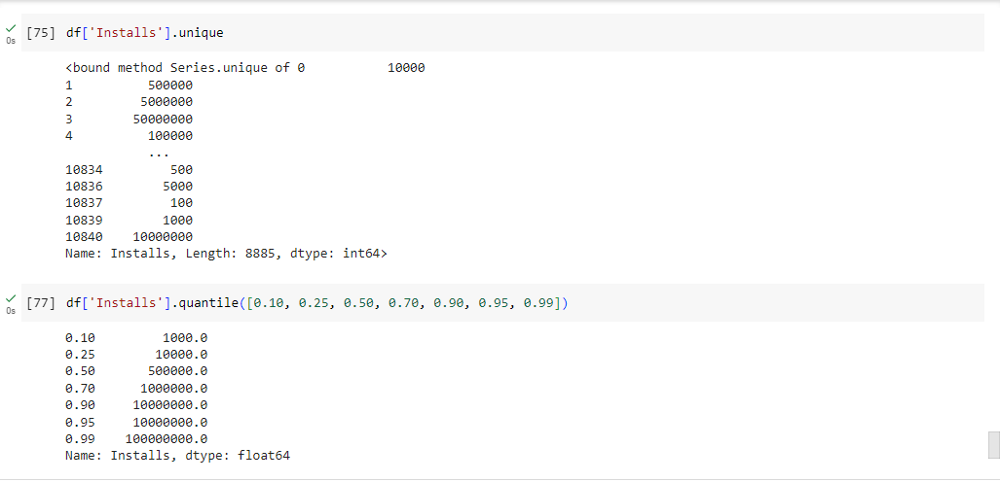 [75] df['Installs'].unique
0s
<bound method Series.unique of 0 10000
1 500000
2 5000000
3 50000000
4 100000
...
10834 500
10836 5000
10837 100
10839 1000
10840 10000000
Name: Installs, Length: 8885, dtype: int64>
[77] df['Installs'].quantile([0.10, 0.25, 0.50, 0.70, 0.90, 0.95, 0.99])
0s
0.10 1000.0
0.25 10000.0
0.50 500000.0
0.70 1000000.0
0.90 10000000.0
0.95 10000000.0
0.99 100000000.0
Name: Installs, dtype: float64